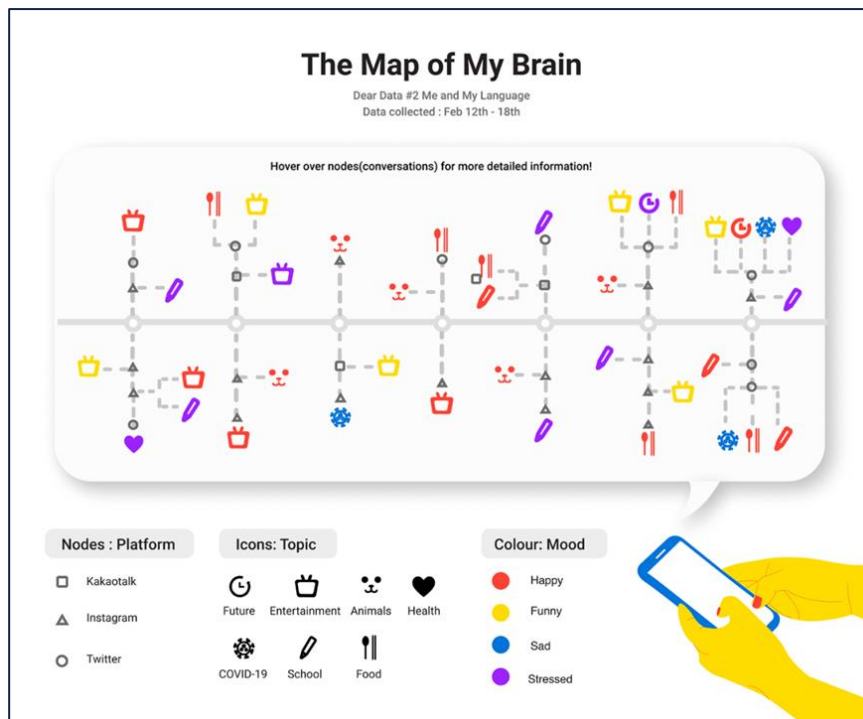 The Map of My Brain
Dear Data #2 Me and My Language
Data collected : Feb 12th - 18th
Hover over nodes(conversations) for more detailed information!
Nodes : Platform
Kakaotalk
Instagram
Twitter
Icons: Topic
Future
Entertainment
Animals
Health
COVID-19
School
Food
Colour: Mood
Happy
Funny
Sad
Stressed